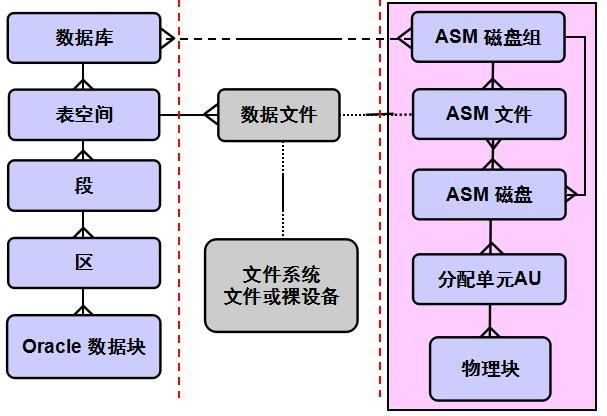 数据库
表空间
段
区
Oracle 数据块
数据文件
文件系统
文件或裸设备
ASM 磁盘组
ASM 文件
ASM 磁盘
分配单元AU
物理块